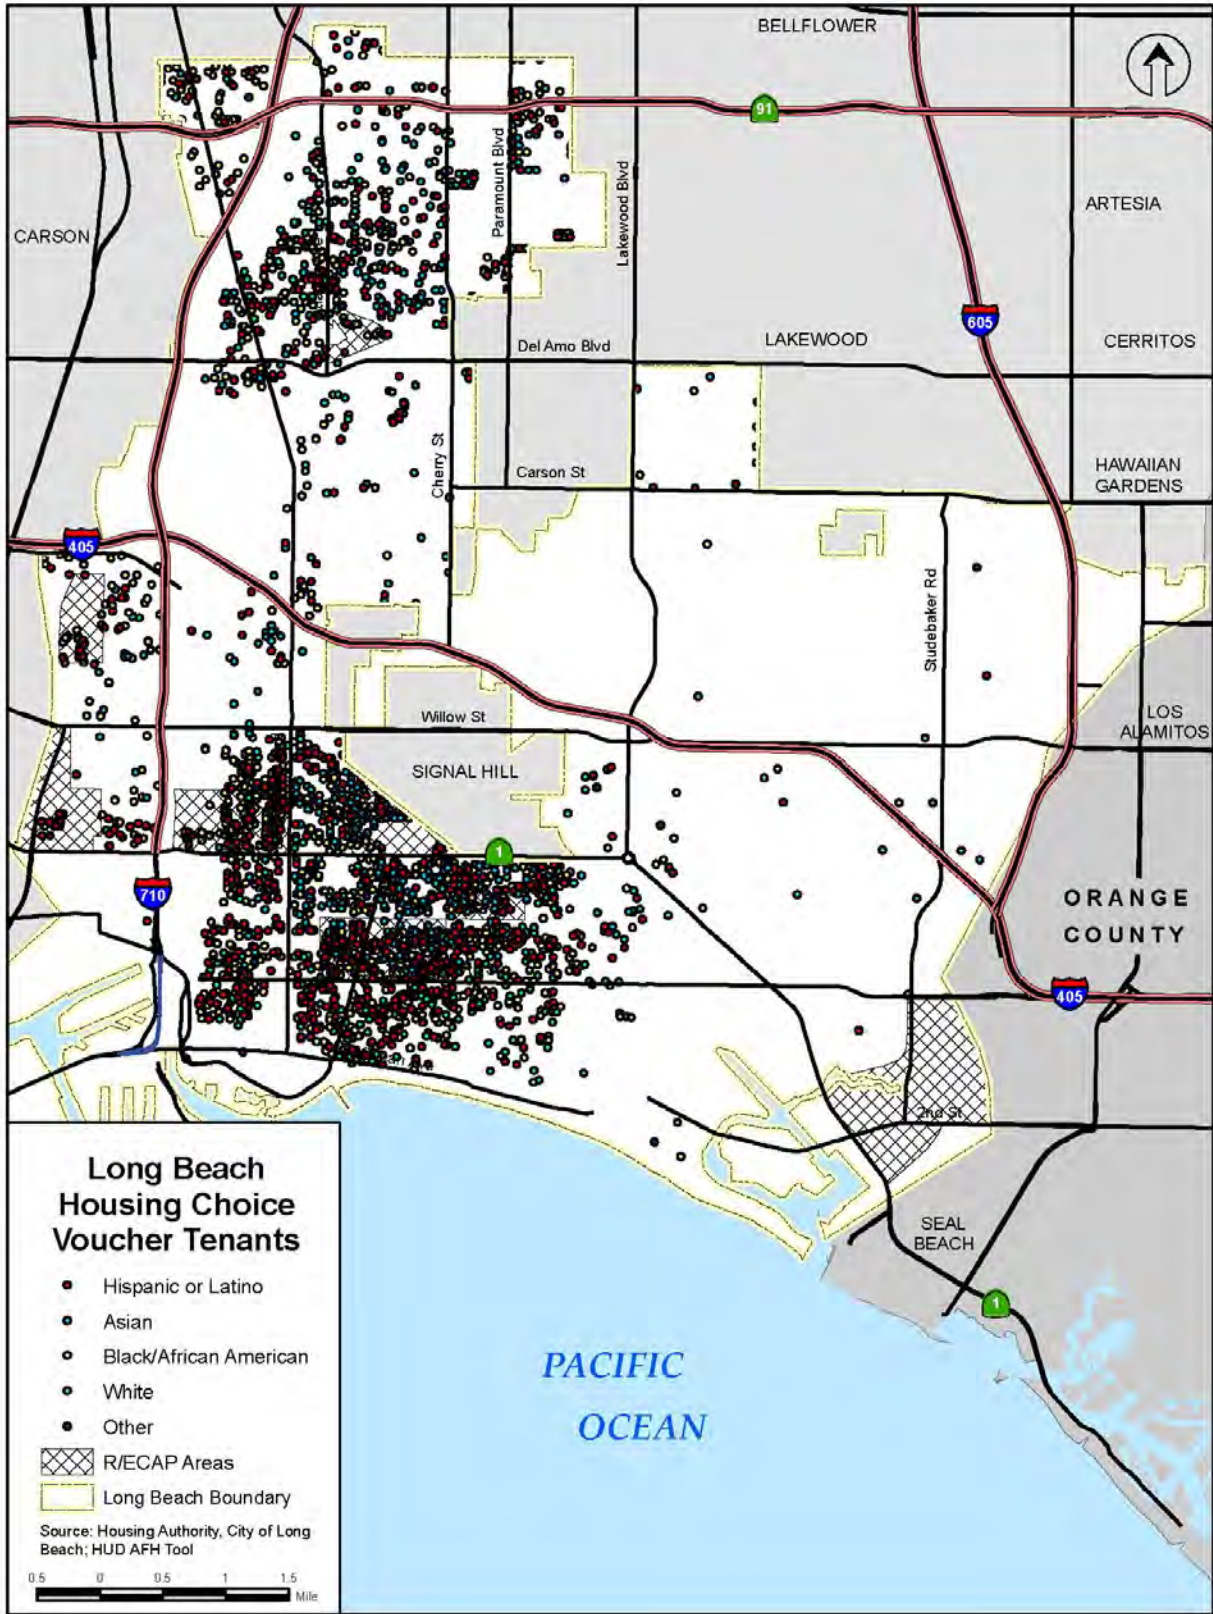 BELLFLOWER
91
Paramount Blvd
Lakewood Blvd
ARTESIA
CARSON
605
Del Amo Blvd
LAKEWOOD
CERRITOS
Cherry St
Carson St
HAWAIIAN
GARDENS
405
Studebaker Rd
Willow St
LOS
ALAMITOS
SIGNAL HILL
1
710
ORANGE
COUNTY
405
2nd St
SEAL
BEACH
1
PACIFIC
OCEAN
Long Beach
Housing Choice
Voucher Tenants
Hispanic or Latino
Asian
Black/African American
White
Other
R/ECAP Areas
Long Beach Boundary
Source: Housing Authority, City of Long
Beach; HUD AFH Tool
0.5 0 0.5 1 1.5
Mile